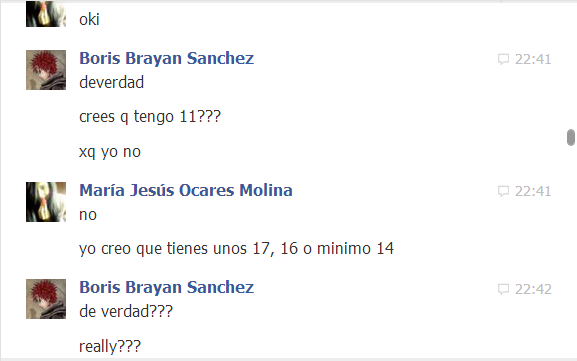 oki
Boris Brayan Sanchez 22:41
deverdad
crees q tengo 11???
xq yo no
María Jesús Ocares Molina 22:41
no
yo creo que tienes unos 17, 16 o minimo 14
Boris Brayan Sanchez 22:42
de verdad???
really???